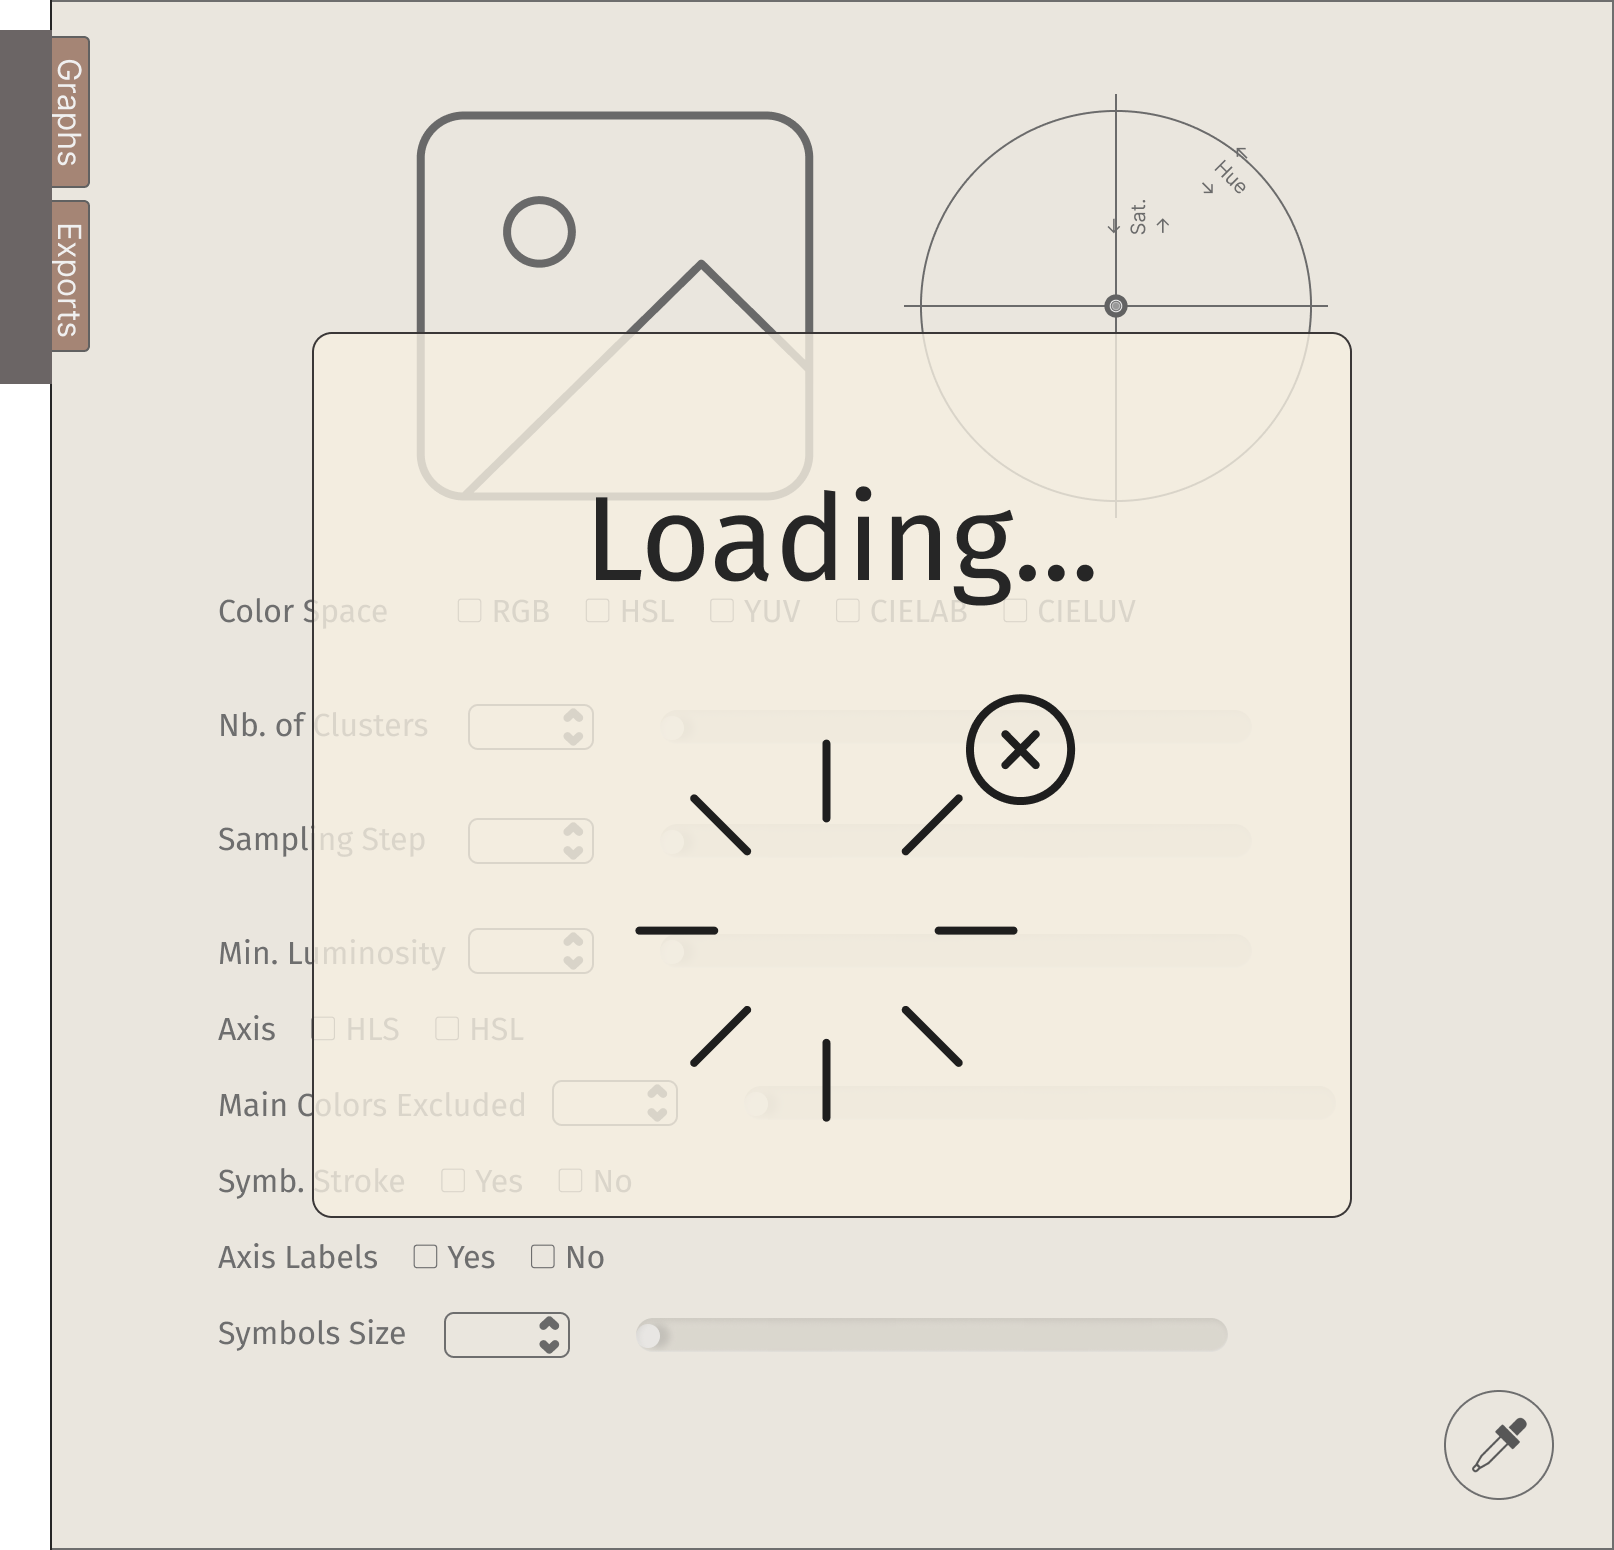 Graphs
Exports
Hue
Sat.
Loading...
Color Space RGB HSL YUV CIELAB CIELUV
Nb. of Clusters
Sampling Step
Min. Luminosity
Axis HLS HSL
Main Colors Excluded
Symb. Stroke Yes No
Axis Labels Yes No
Symbols Size